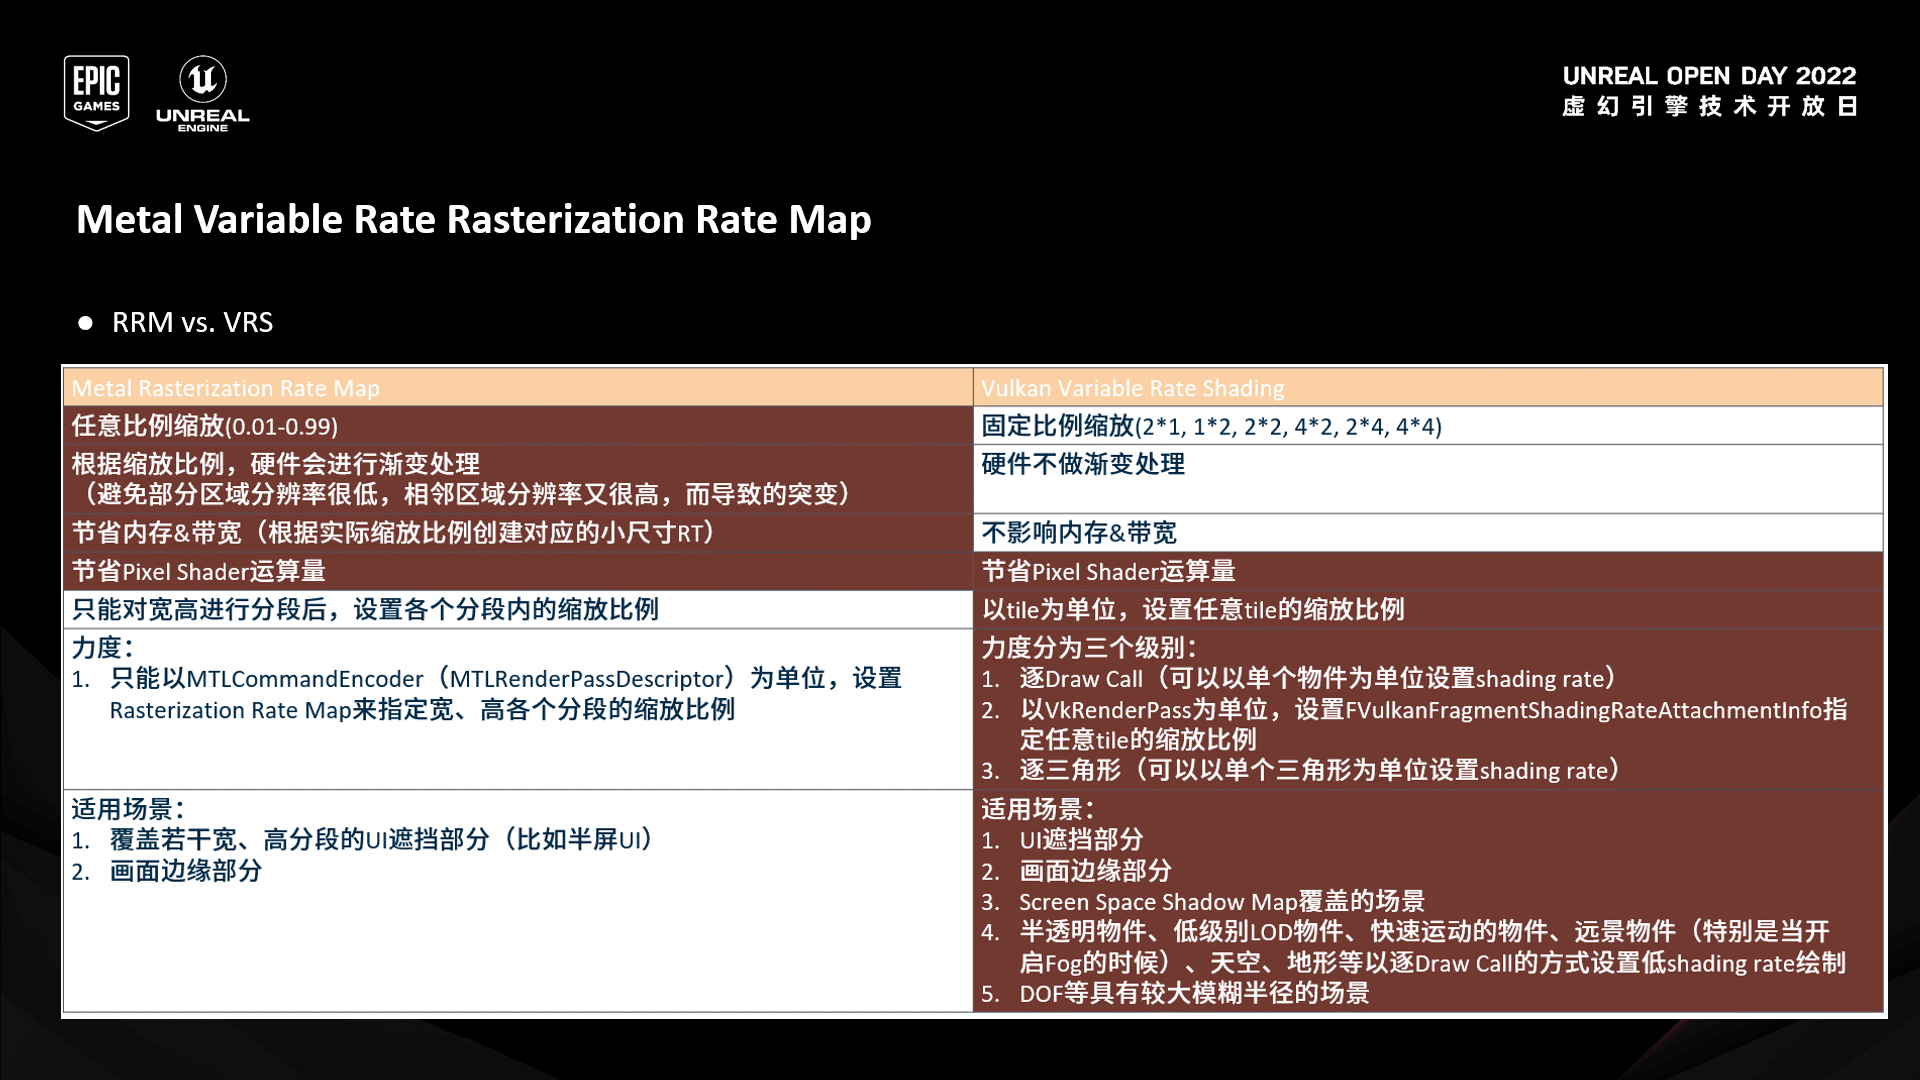 EPIC
GAMES
UNREAL
ENGINE
UNREAL OPEN DAY 2022
虚幻引擎技术开放日
Metal Variable Rate Rasterization Rate Map
● RRM vs. VRS
Metal Rasterization Rate Map
Vulkan Variable Rate Shading
任意比例缩放(0.01-0.99)
固定比例缩放(2*1, 1*2, 2*2, 4*2, 2*4, 4*4)
根据缩放比例，硬件会进行渐变处理
（避免部分区域分辨率很低，相邻区域分辨率又很高，而导致的突变）
硬件不做渐变处理
节省内存&带宽（根据实际缩放比例创建对应的小尺寸RT）
不影响内存&带宽
节省Pixel Shader运算量
节省Pixel Shader运算量
只能对宽高进行分段后，设置各个分段内的缩放比例
以tile为单位，设置任意tile的缩放比例
力度：
1. 只能以MTLCommandEncoder（MTLRenderPassDescriptor）为单位，设置
Rasterization Rate Map来指定宽、高各个分段的缩放比例
力度分为三个级别：
1. 逐Draw Call（可以以单个物件为单位设置shading rate）
2. 以VkRenderPass为单位，设置FVulkanFragmentShadingRateAttachmentInfo指
定任意tile的缩放比例
3. 逐三角形（可以以单个三角形为单位设置shading rate）
适用场景：
1. 覆盖若干宽、高分段的UI遮挡部分（比如半屏UI）
2. 画面边缘部分
适用场景：
1. UI遮挡部分
2. 画面边缘部分
3. Screen Space Shadow Map覆盖的场景
4. 半透明物件、低级别LOD物件、快速运动的物件、远景物件（特别是当开
启Fog的时候）、天空、地形等以逐Draw Call的方式设置低shading rate绘制
5. DOF等具有较大模糊半径的场景